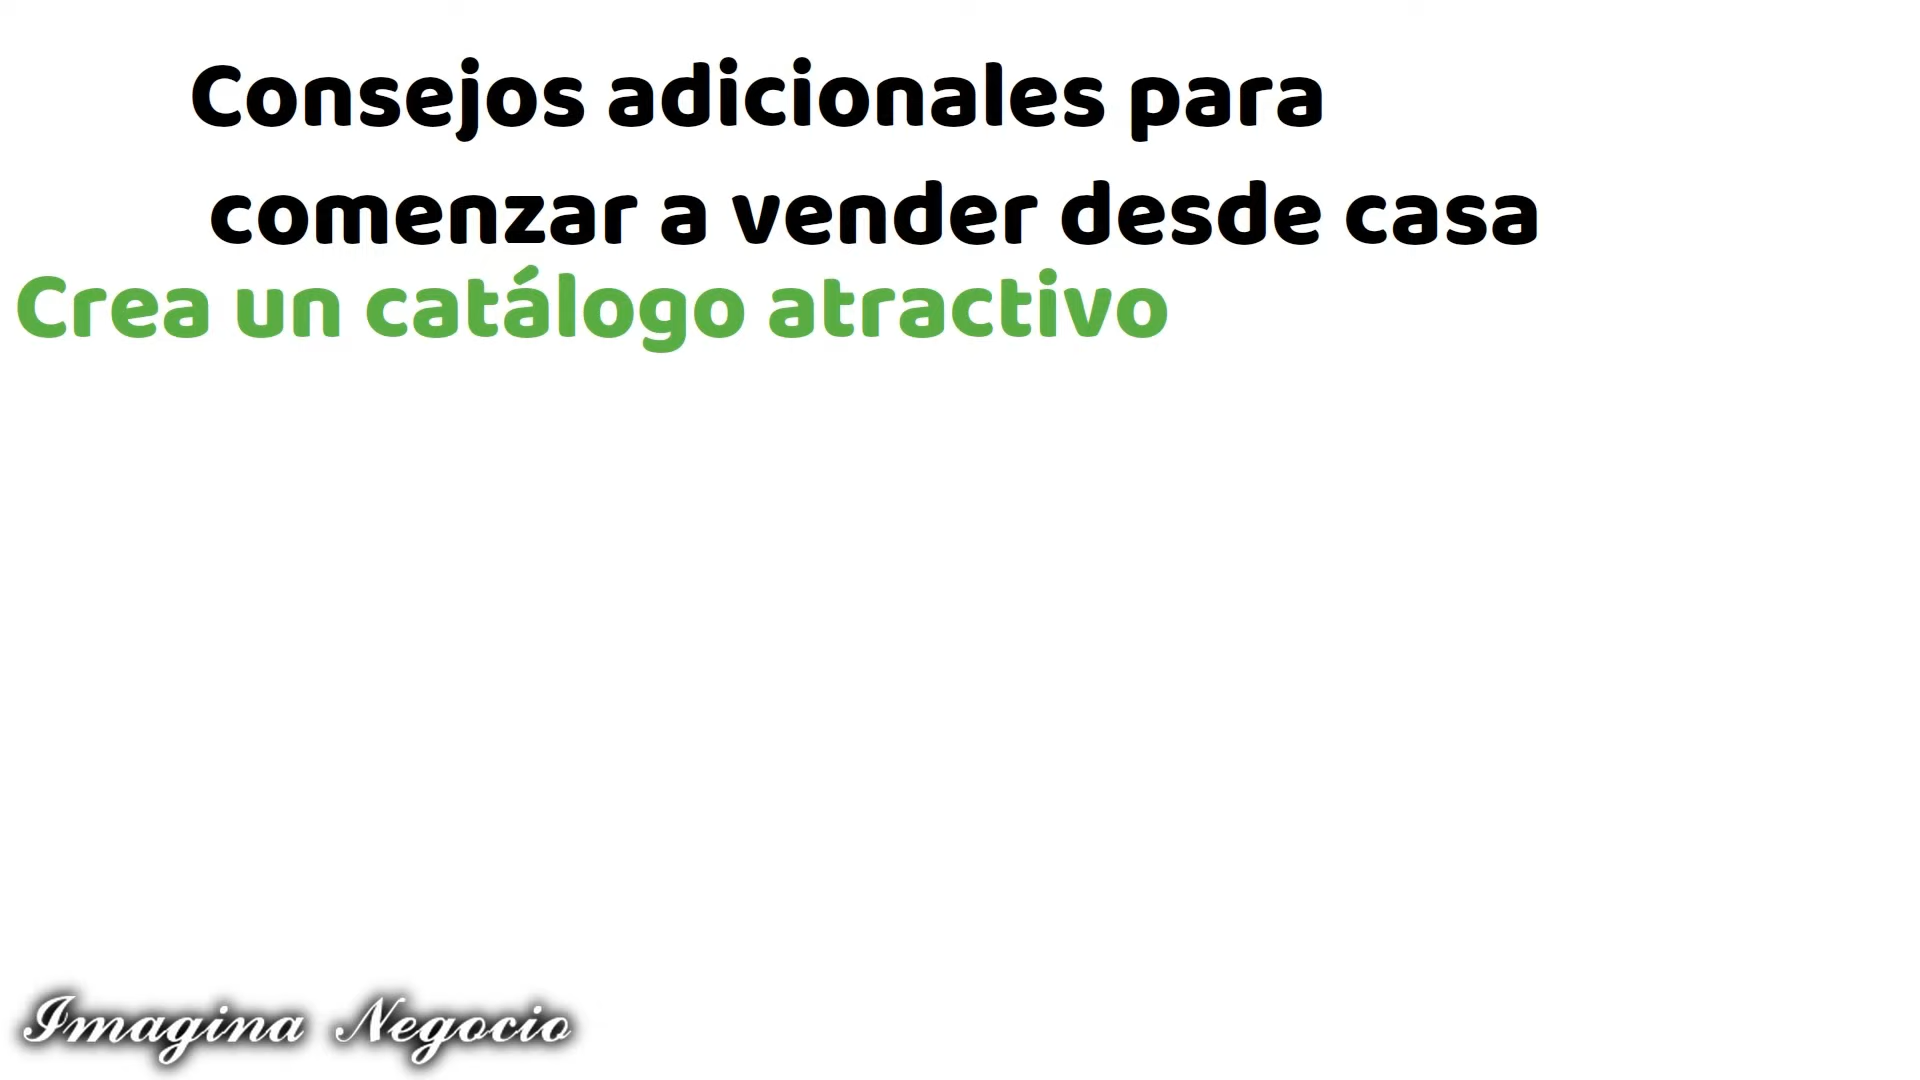 Consejos adicionales para
comenzar a vender desde casa
Crea un catálogo atractivo
Imagina Negocio